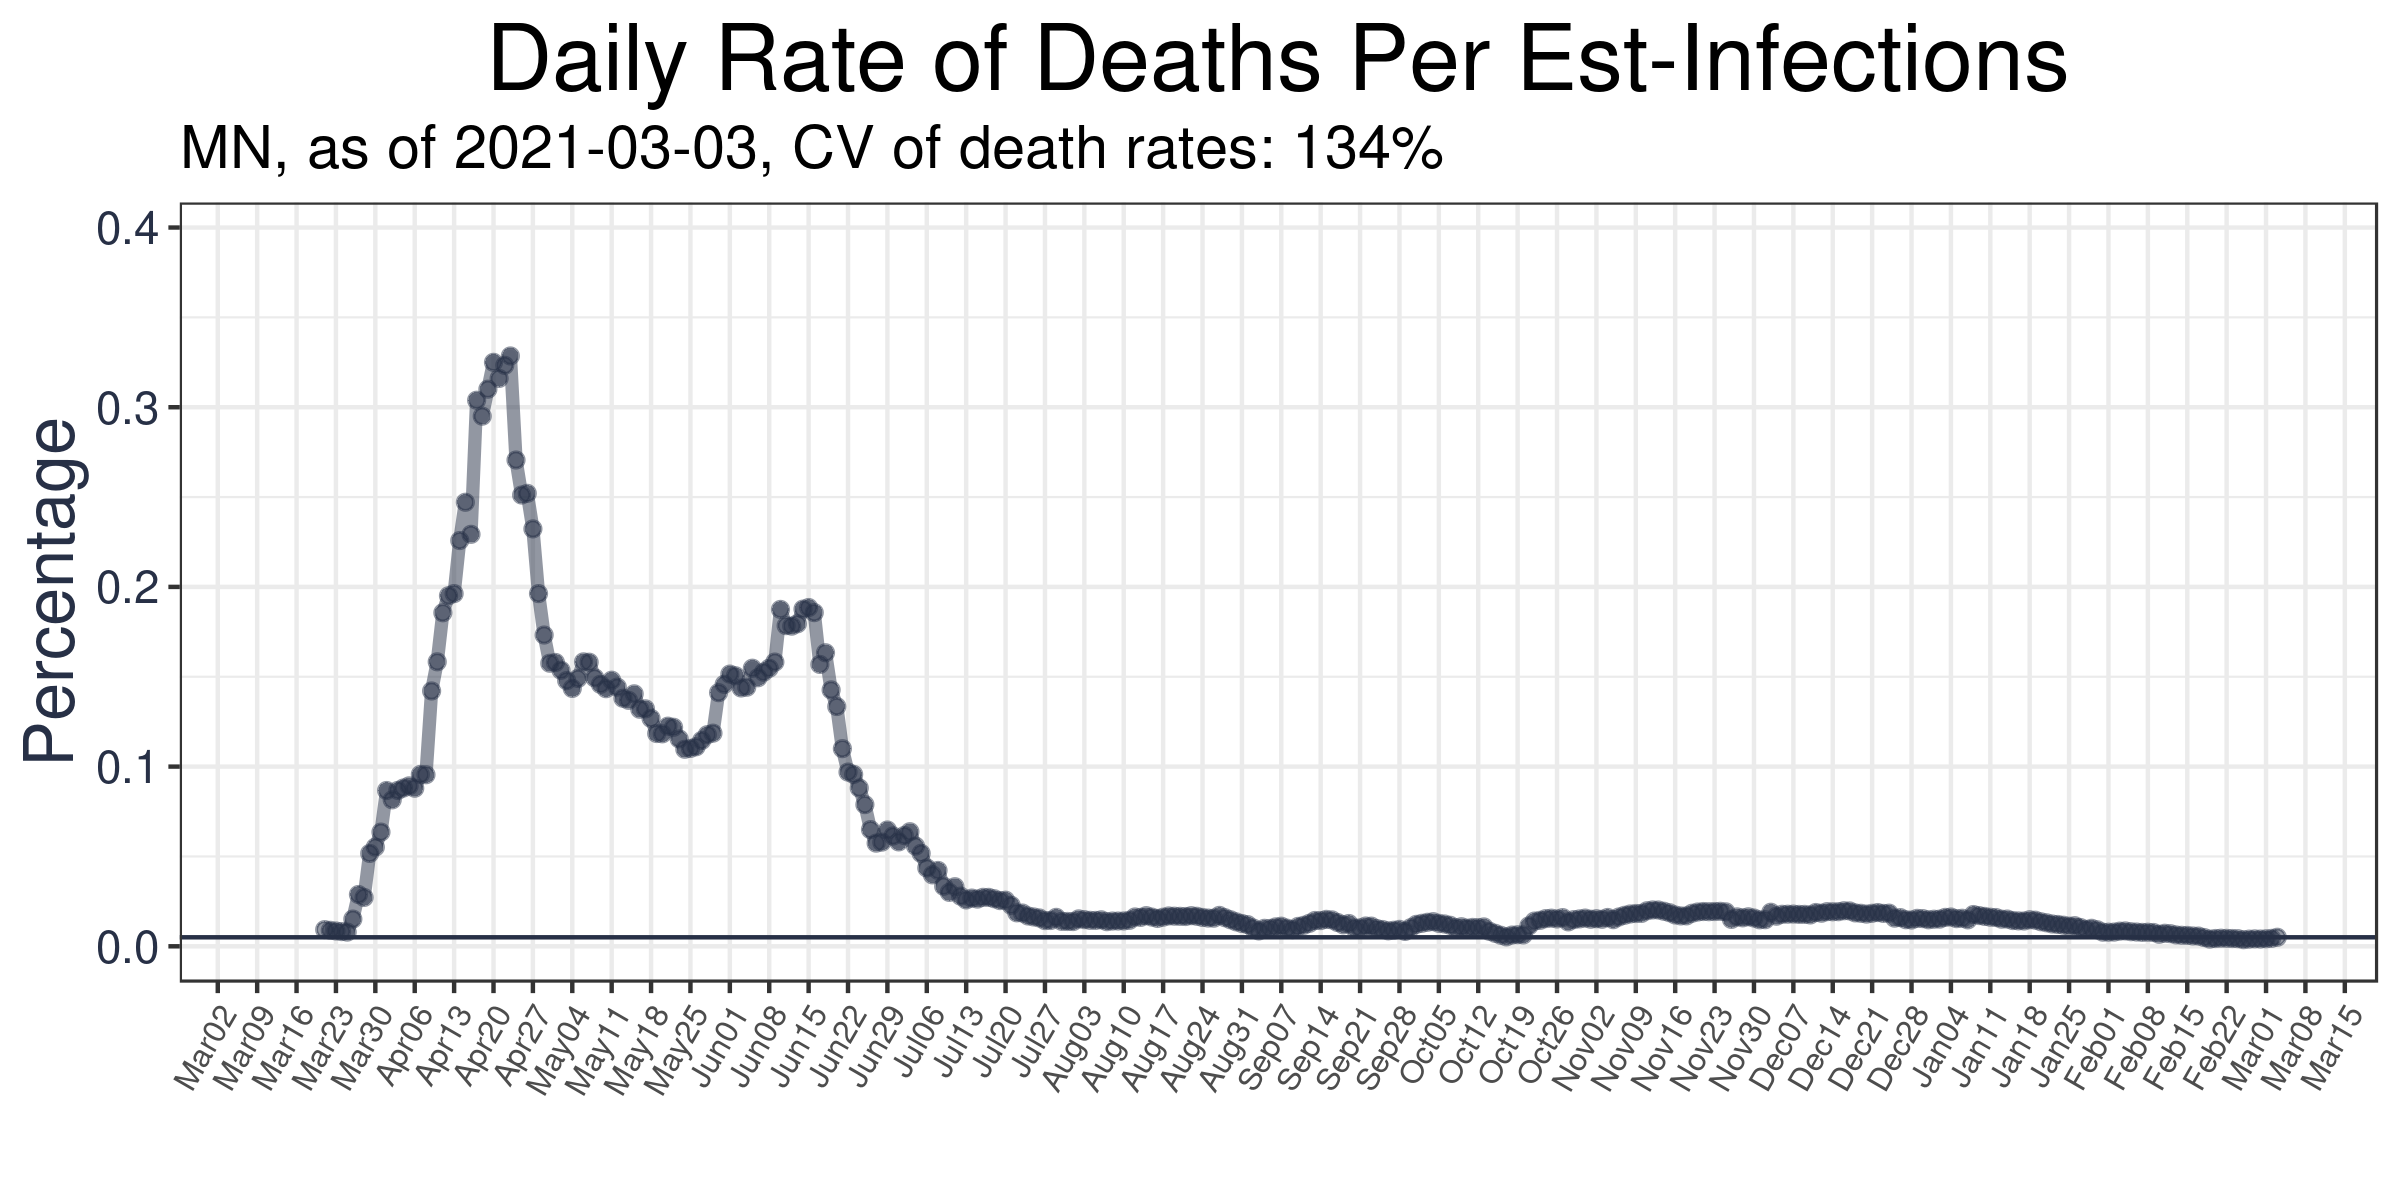 Daily Rate of Deaths Per Est-Infections
MN, as of 2021-03-03, CV of death rates: 134%
Percentage
0.4
0.3
0.2
0.1
0.0
Mar02
Mar09
Mar16
Mar23
Mar30
Apr06
Apr13
Apr20
Apr27
May04
May11
May18
May25
Jun01
Jun08
Jun15
Jun22
Jun29
Jul06
Jul13
Jul20
Jul27
Aug03
Aug10
Aug17
Aug24
Aug31
Sep07
Sep14
Sep21
Sep28
Oct05
Oct12
Oct19
Oct26
Nov02
Nov09
Nov16
Nov23
Nov30
Dec07
Dec14
Dec21
Dec28
Jan04
Jan11
Jan18
Jan25
Feb01
Feb08
Feb15
Feb22
Mar01
Mar08
Mar15